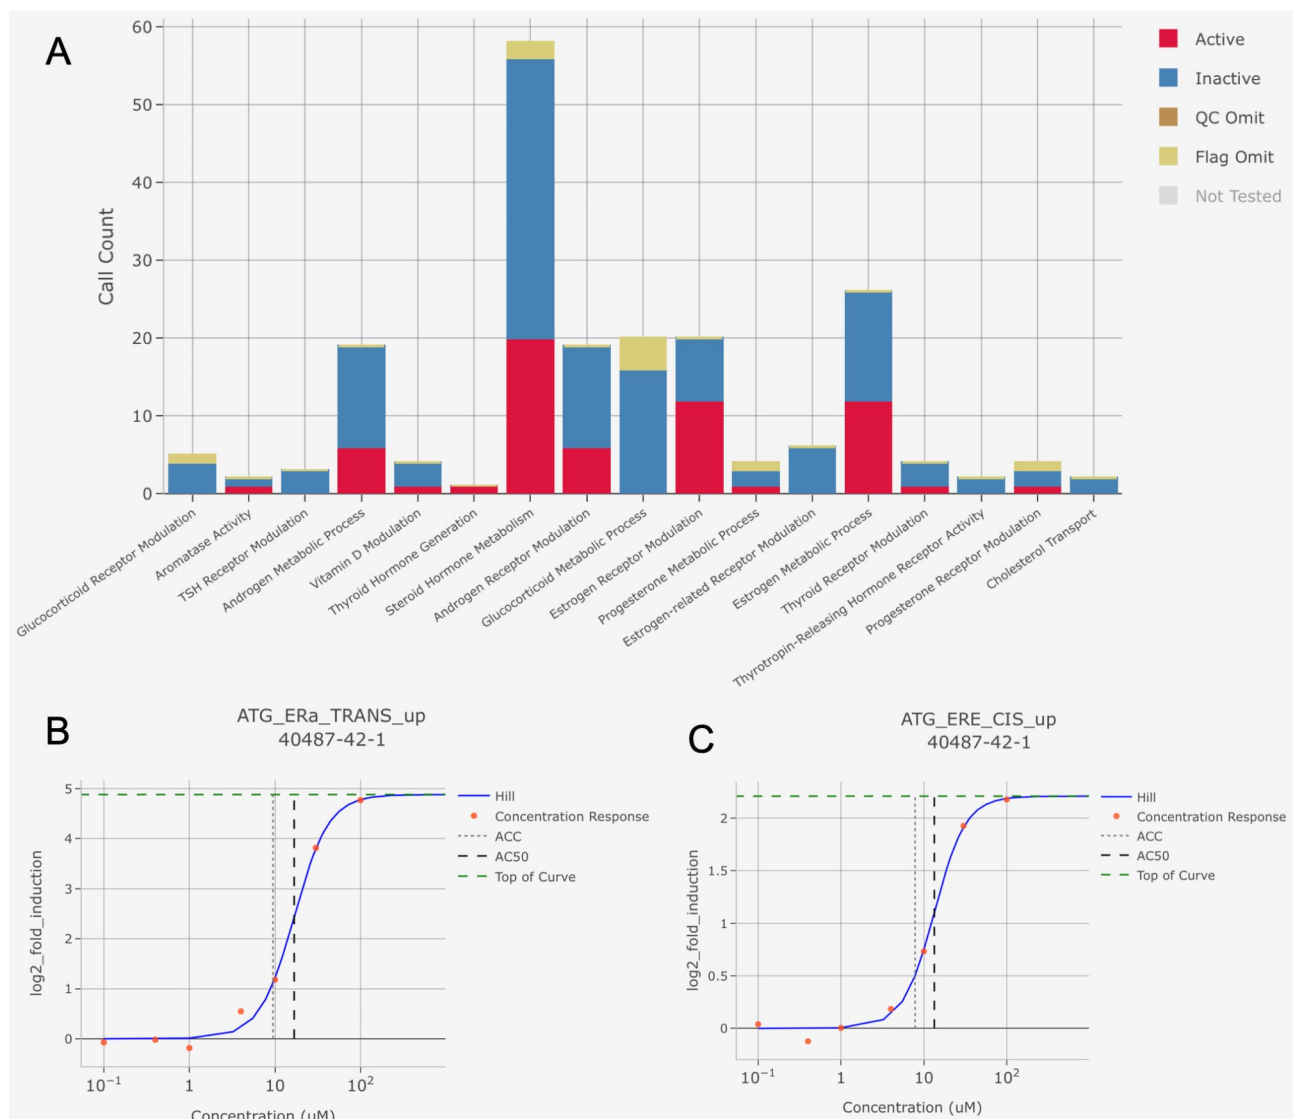 A
60
50
40
30
20
10
0
Call Count
Active
Inactive
QC Omit
Flag Omit
Not Tested
Glucocorticoid Receptor Modulation
Aromatase Activity
TSH Receptor Modulation
Androgen Metabolic Process
Vitamin D Modulation
Thyroid Hormone Generation
Steroid Hormone Metabolism
Androgen Receptor Modulation
Glucocorticoid Metabolic Process
Estrogen Receptor Modulation
Progesterone Metabolic Process
Estrogen-related Receptor Modulation
Estrogen Metabolic Process
Thyroid Receptor Modulation
Thyrotropin-Releasing Hormone Receptor Activity
Progesterone Receptor Modulation
Cholesterol Transport
B
ATG_ERa_TRANS_up
40487-42-1
5
4
3
2
1
0
log2_fold_induction
10⁻¹
1
10
10²
Concentration (uM)
Hill
Concentration Response
ACC
AC50
Top of Curve
C
ATG_ERE_CIS_up
40487-42-1
2
1.5
1
0.5
0
log2_fold_induction
10⁻¹
1
10
10²
Concentration (uM)
Hill
Concentration Response
ACC
AC50
Top of Curve